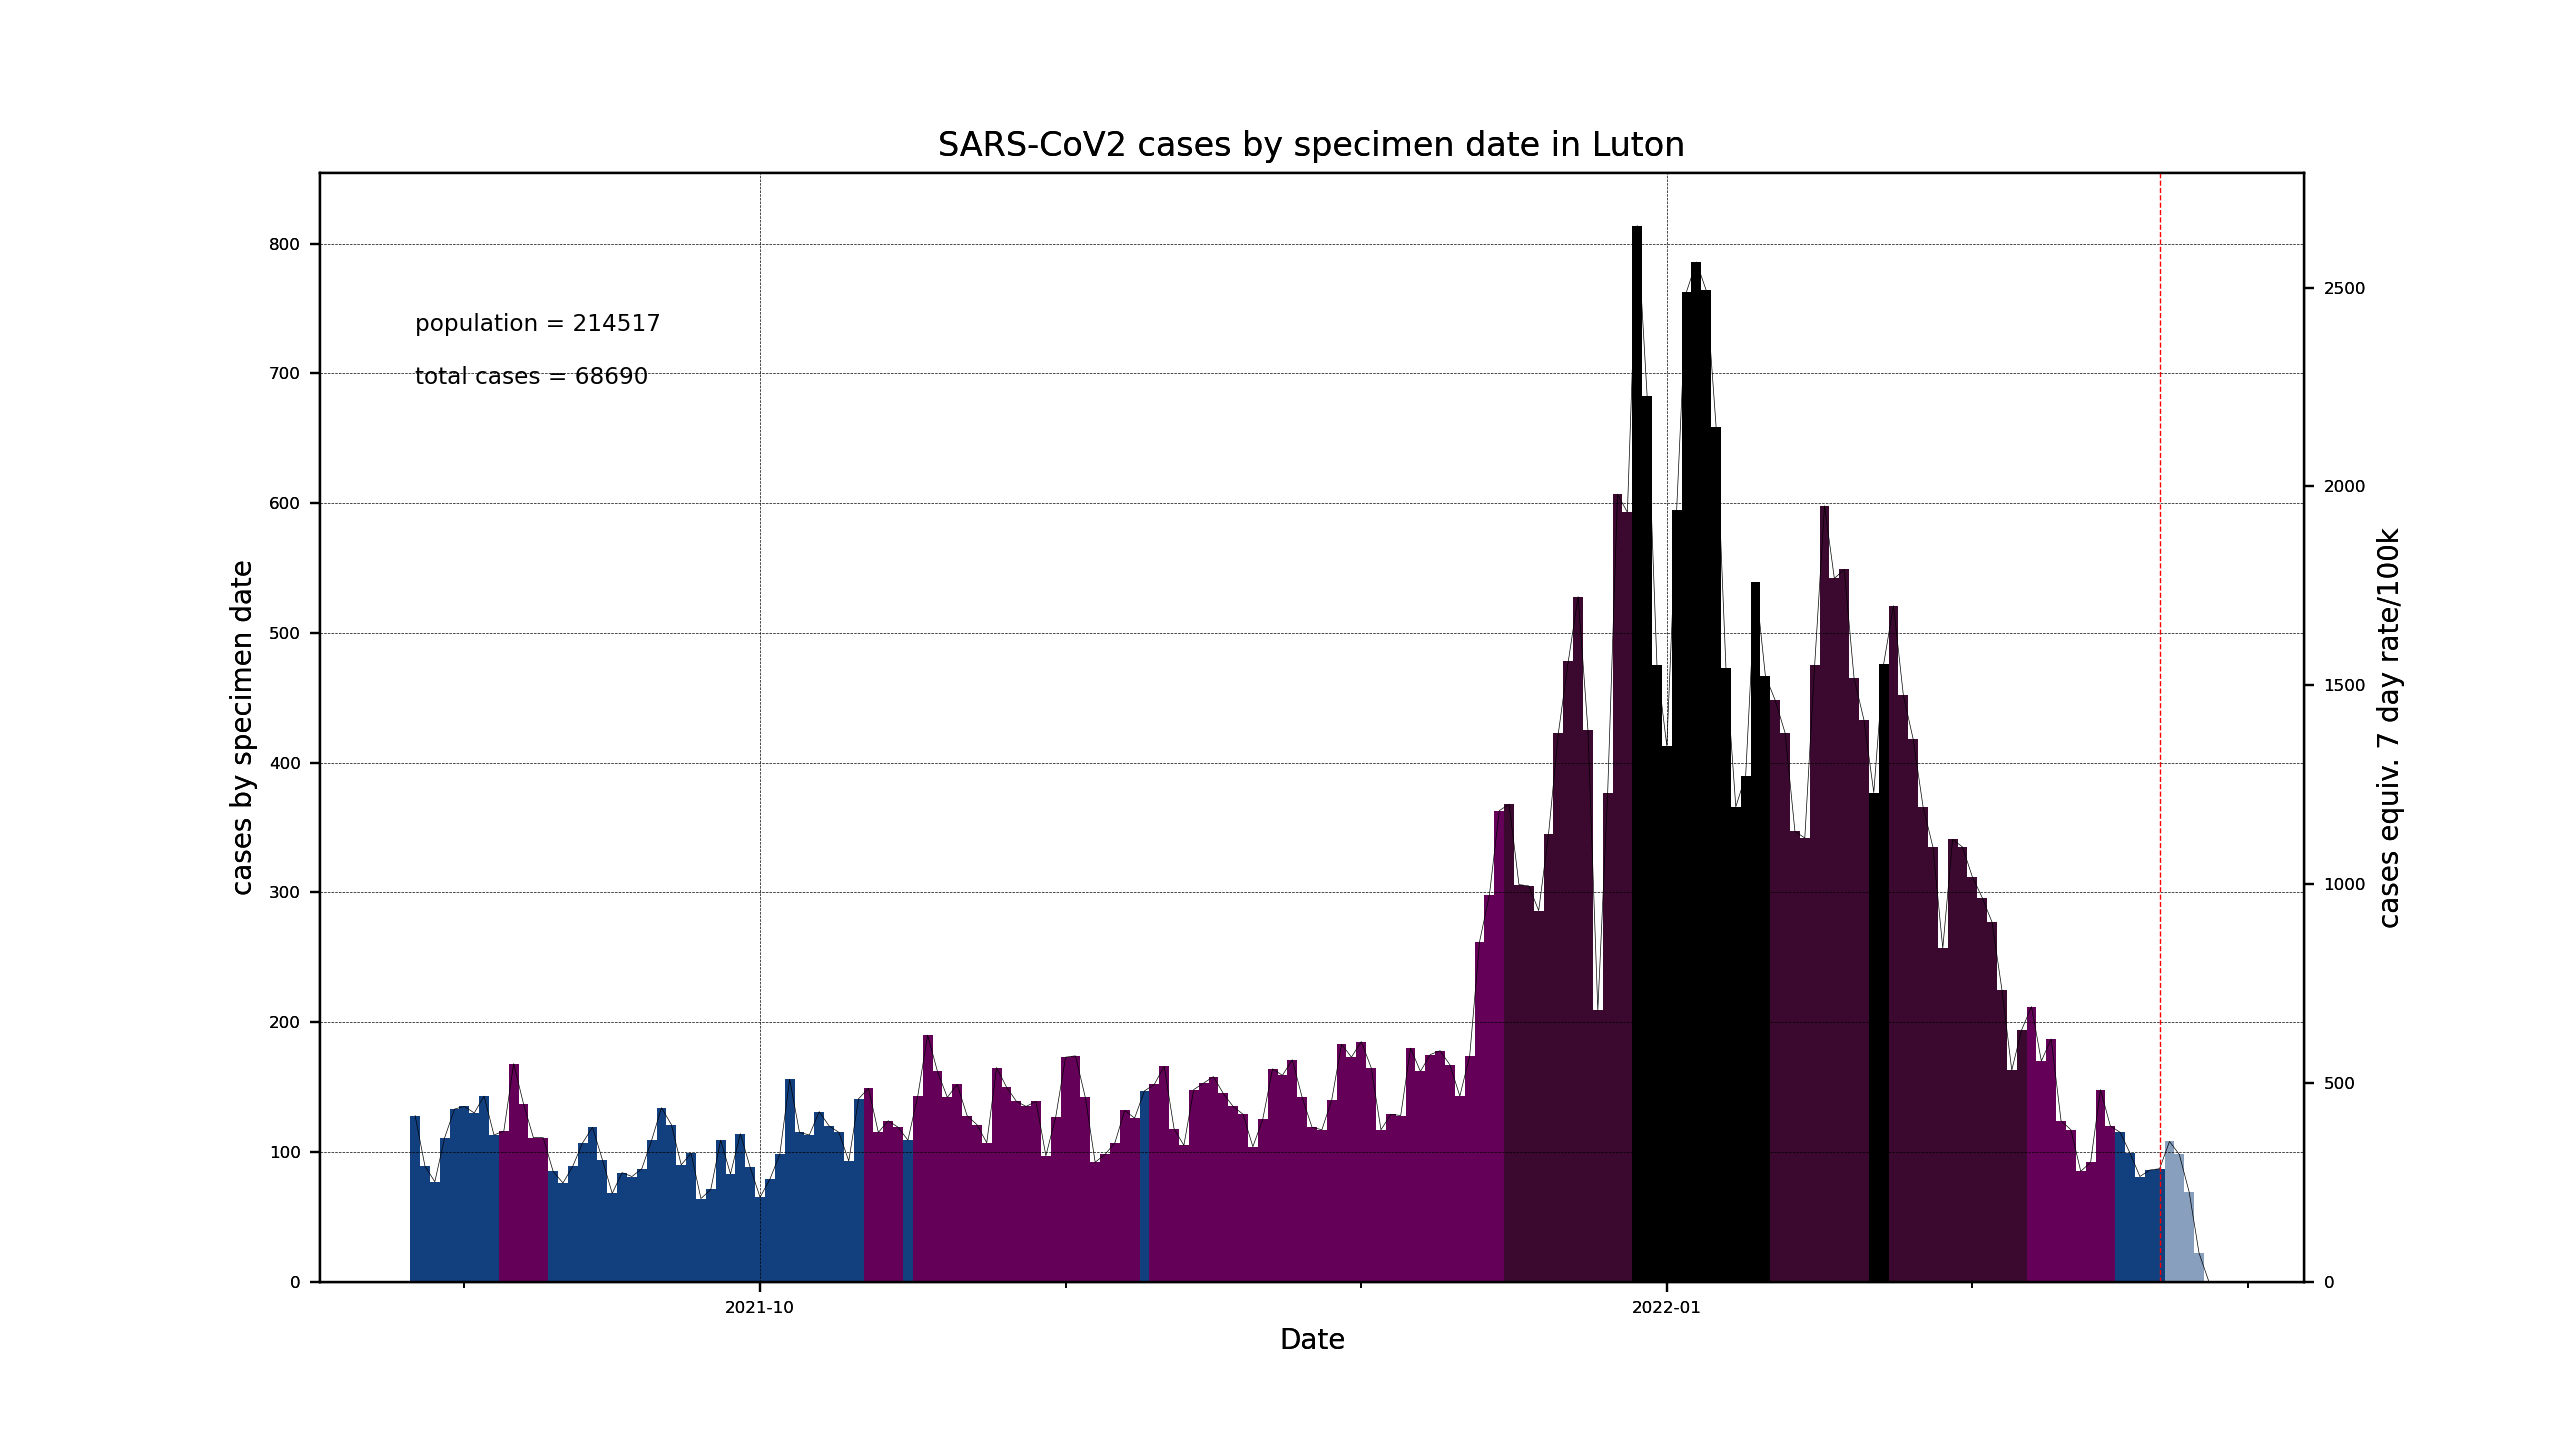 SARS-CoV2 cases by specimen date in Luton
population = 214517
total cases = 68690
cases by specimen date
800
700
600
500
400
300
200
100
0
2500
2000
1500
1000
500
0
cases equiv. 7 day rate/100k
2021-10
2022-01
Date